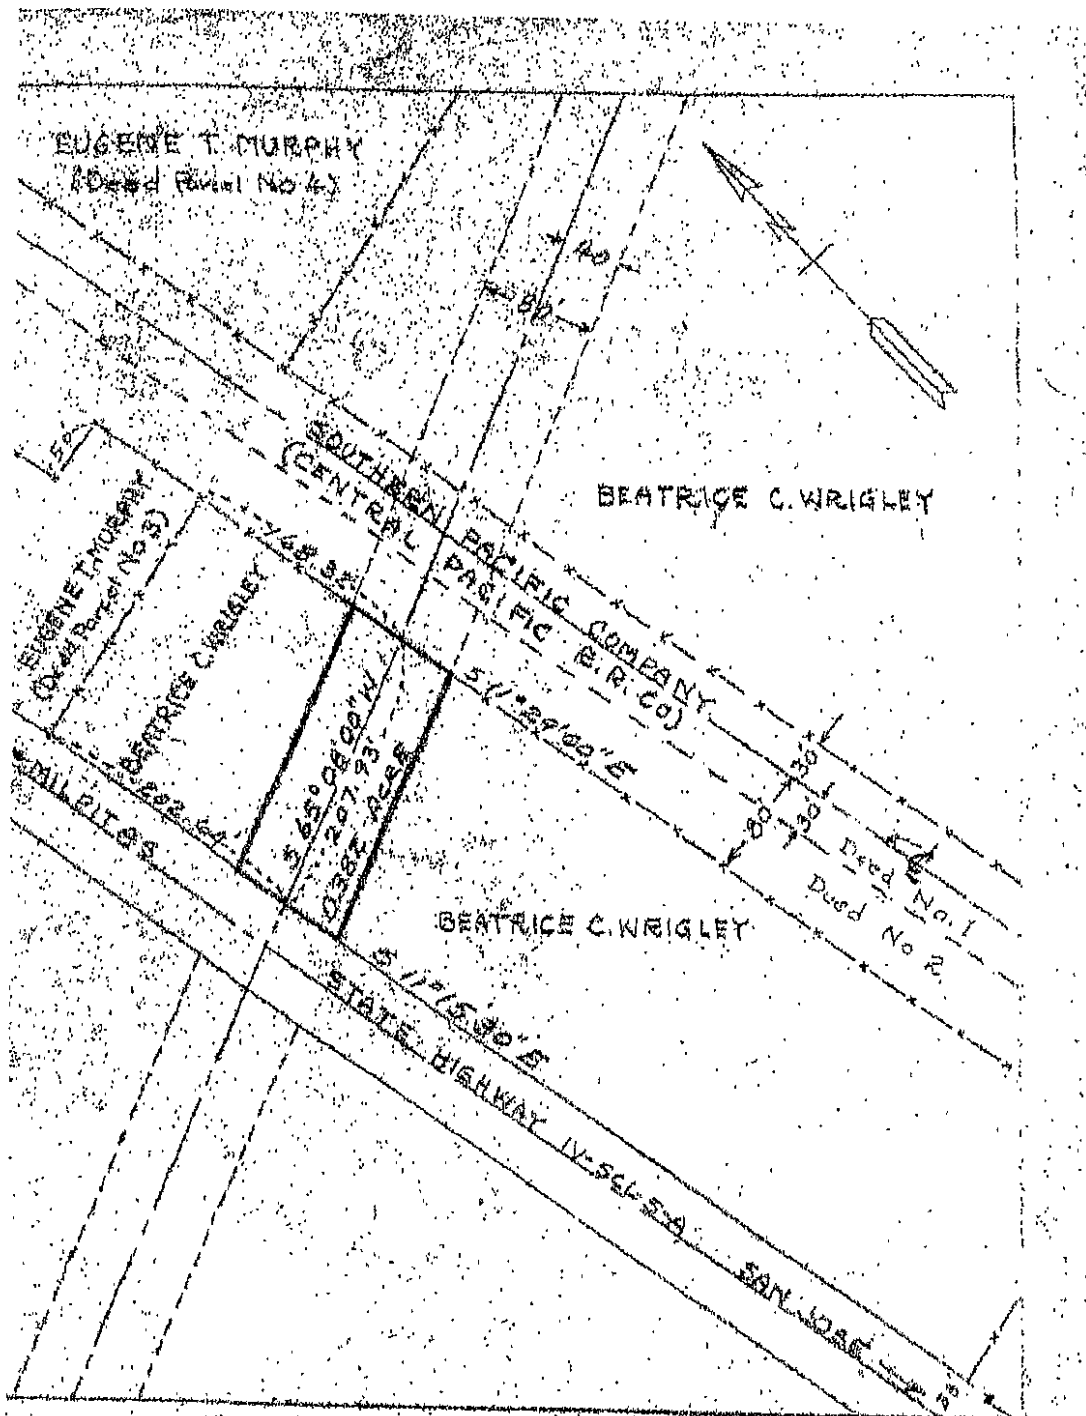 EUGENE T. MURPHY
(Deed Parcel No 4)
N
40
80
BEATRICE C. WRIGLEY
SOUTHERN PACIFIC COMPANY
(CENTRAL PACIFIC R.R. CO)
50
EUGENE T. MURPHY
(Deed Parcel No 3)
BEATRICE C. WRIGLEY
S 65° 08' 00" W
207.93'
0.382 ACRE
S 11° 29' 00" E
30'
30'
80'
Deed No. 1
Deed No 2
BEATRICE C. WRIGLEY
MILPITAS
S 11° 15' 30" E
STATE HIGHWAY IV-SCI-5-A
SAN JOSE